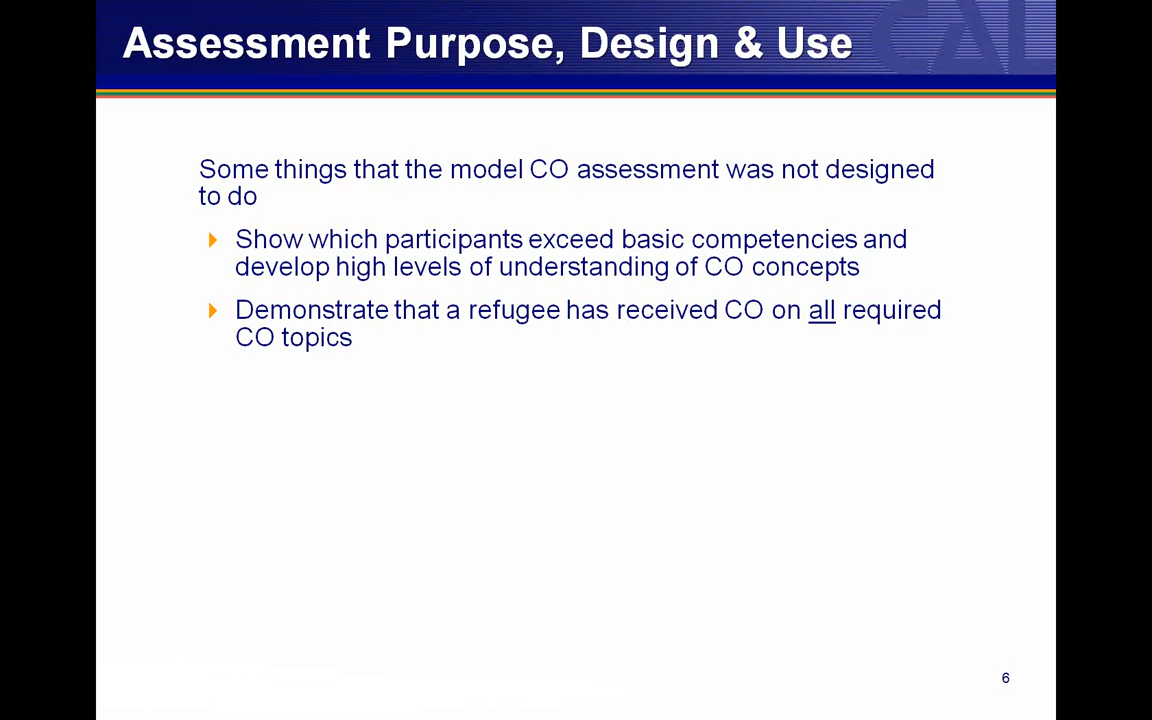 CAL
Assessment Purpose, Design & Use
Some things that the model CO assessment was not designed
to do
Show which participants exceed basic competencies and
develop high levels of understanding of CO concepts
Demonstrate that a refugee has received CO on all required
CO topics
6